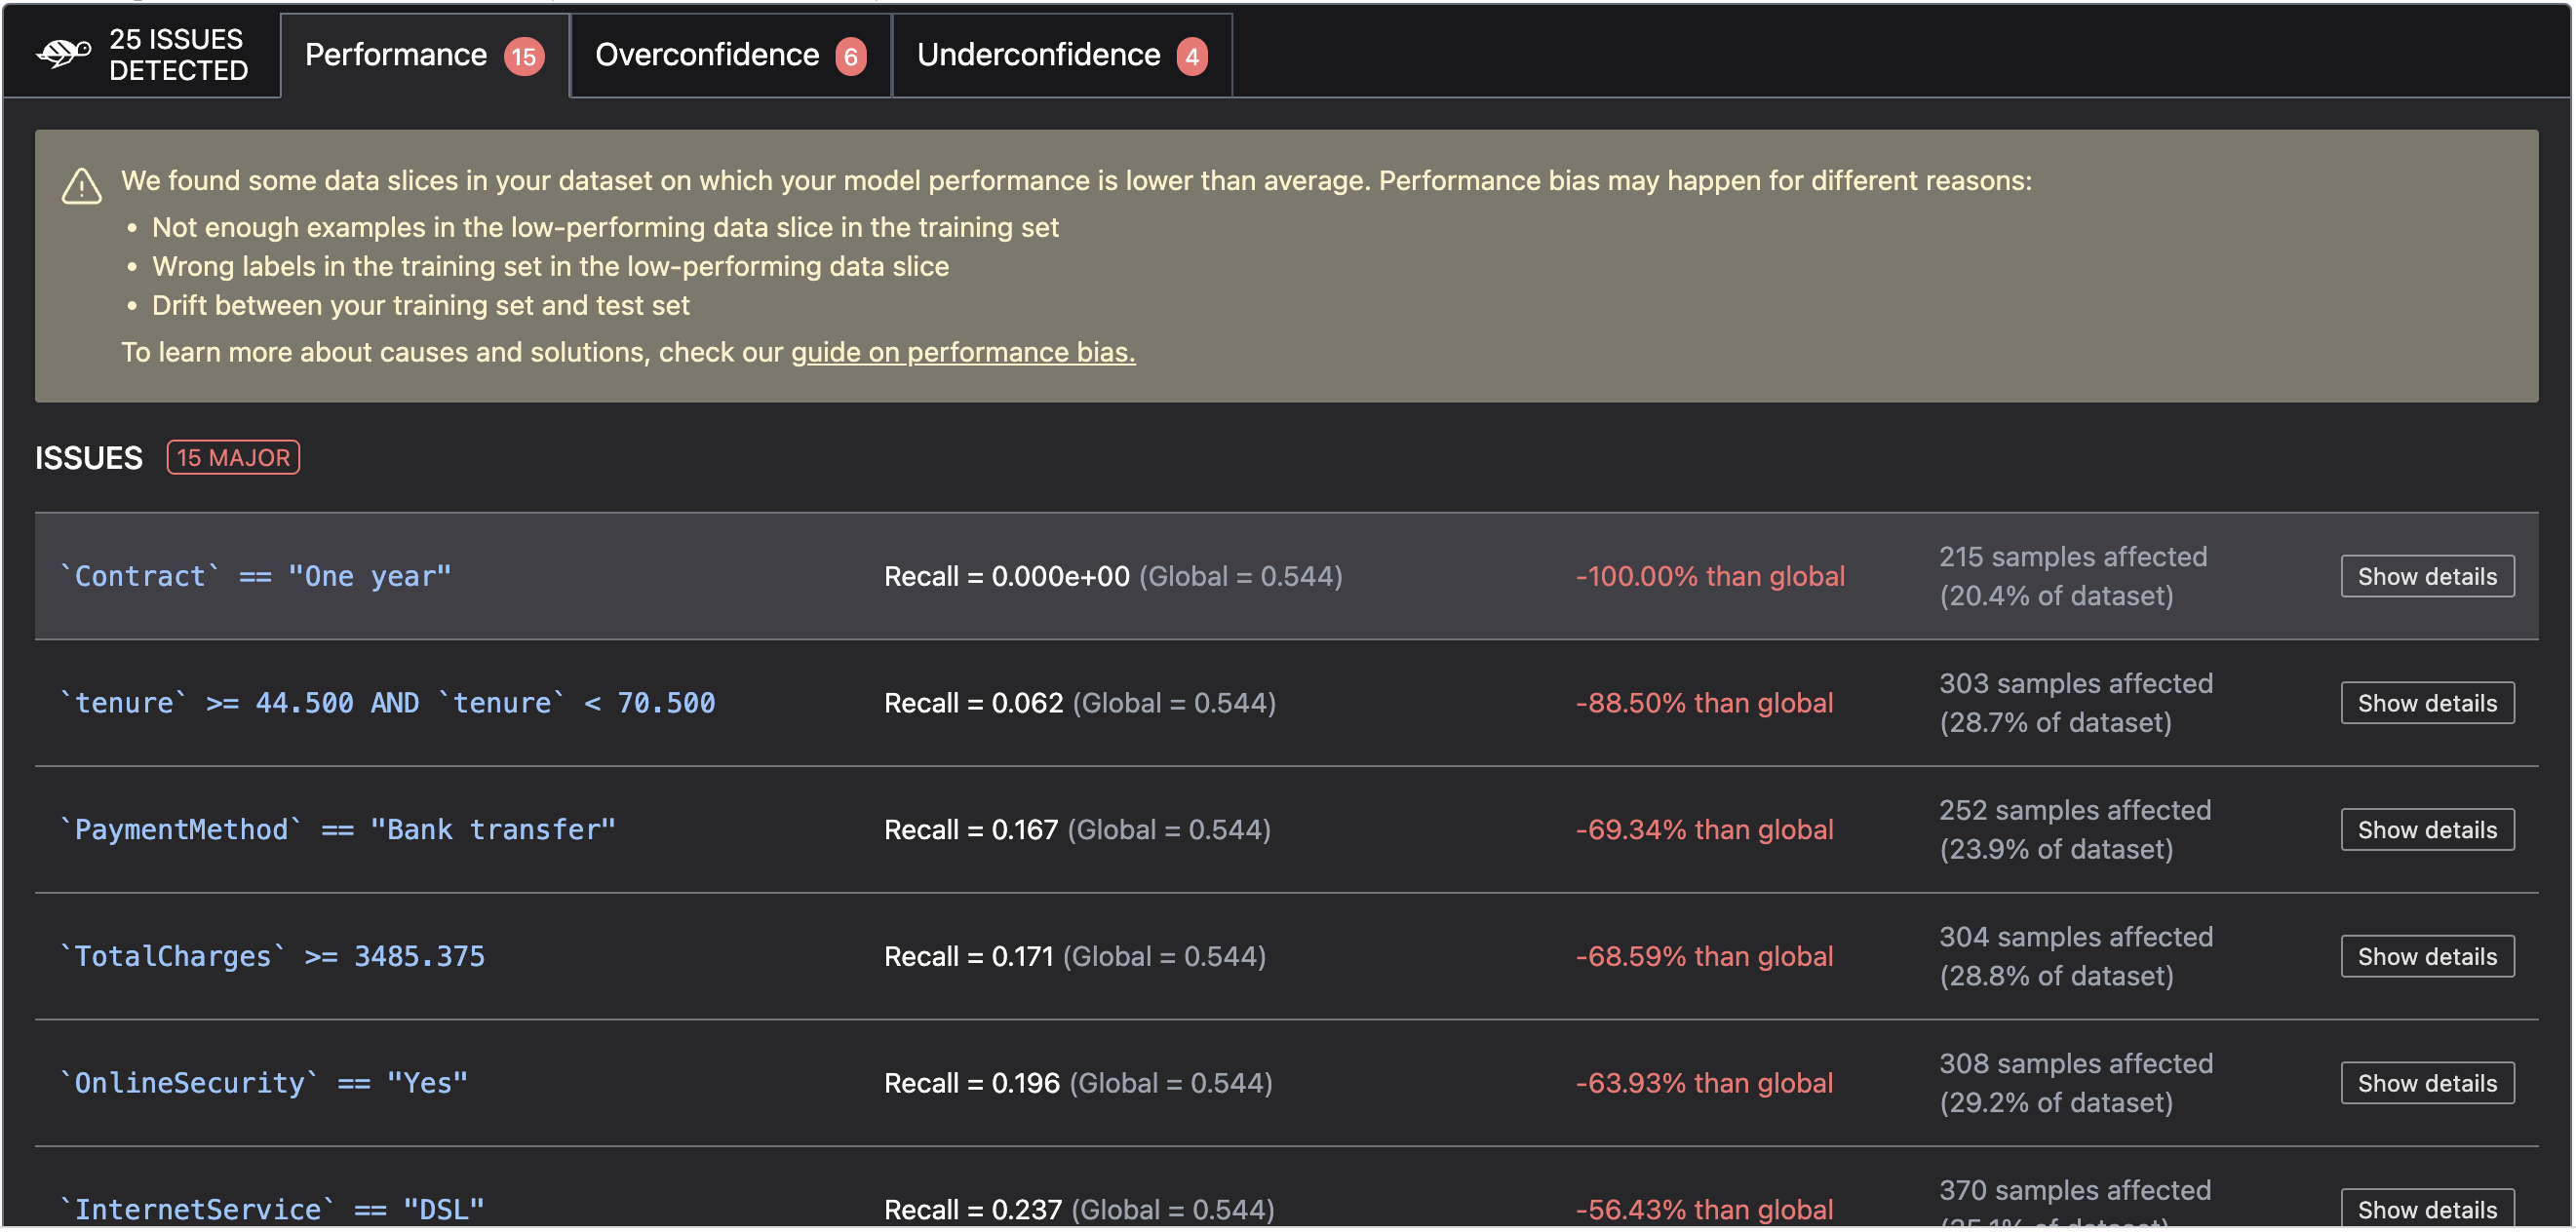 25 ISSUES
DETECTED
Performance 15
Overconfidence 6
Underconfidence 4
We found some data slices in your dataset on which your model performance is lower than average. Performance bias may happen for different reasons:
• Not enough examples in the low-performing data slice in the training set
• Wrong labels in the training set in the low-performing data slice
• Drift between your training set and test set
To learn more about causes and solutions, check our guide on performance bias.
ISSUES 15 MAJOR
`Contract` == "One year" Recall = 0.000e+00 (Global = 0.544) -100.00% than global 215 samples affected
(20.4% of dataset) Show details
`tenure` >= 44.500 AND `tenure` < 70.500 Recall = 0.062 (Global = 0.544) -88.50% than global 303 samples affected
(28.7% of dataset) Show details
`PaymentMethod` == "Bank transfer" Recall = 0.167 (Global = 0.544) -69.34% than global 252 samples affected
(23.9% of dataset) Show details
`TotalCharges` >= 3485.375 Recall = 0.171 (Global = 0.544) -68.59% than global 304 samples affected
(28.8% of dataset) Show details
`OnlineSecurity` == "Yes" Recall = 0.196 (Global = 0.544) -63.93% than global 308 samples affected
(29.2% of dataset) Show details
`InternetService` == "DSL" Recall = 0.237 (Global = 0.544) -56.43% than global 370 samples affected
(35.1% of dataset) Show details